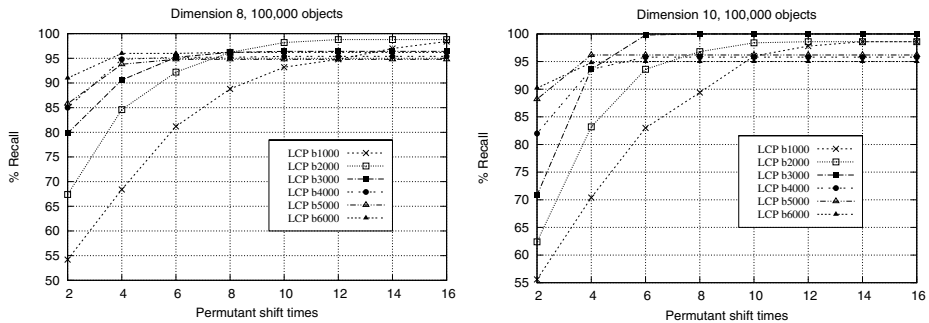 Dimension 8, 100,000 objects
100
95
90
85
80
75
70
65
60
55
50
% Recall
LCP b1000
LCP b2000
LCP b3000
LCP b4000
LCP b5000
LCP b6000
2 4 6 8 10 12 14 16
Permutant shift times
Dimension 10, 100,000 objects
100
95
90
85
80
75
70
65
60
55
% Recall
LCP b1000
LCP b2000
LCP b3000
LCP b4000
LCP b5000
LCP b6000
2 4 6 8 10 12 14 16
Permutant shift times